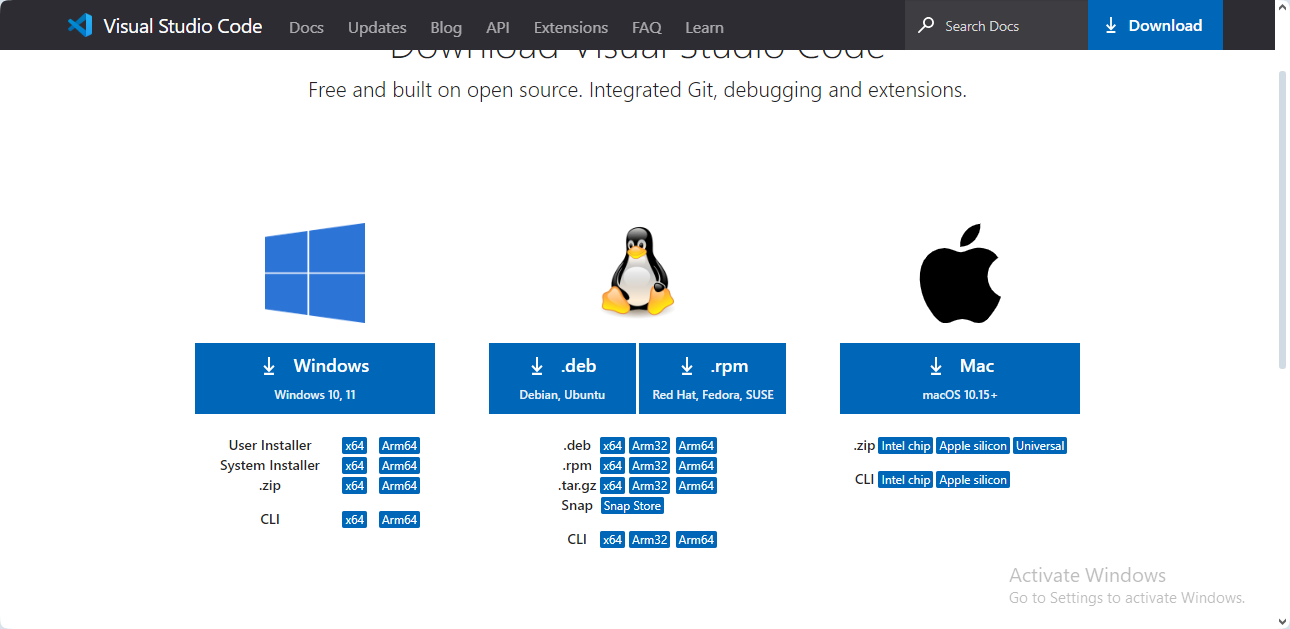 Visual Studio Code Docs Updates Blog API Extensions FAQ Learn Search Docs Download
Download Visual Studio Code
Free and built on open source. Integrated Git, debugging and extensions.
Windows
Windows 10, 11
User Installer x64 Arm64
System Installer x64 Arm64
.zip x64 Arm64
CLI x64 Arm64
.deb
Debian, Ubuntu
.rpm
Red Hat, Fedora, SUSE
.deb x64 Arm32 Arm64
.rpm x64 Arm32 Arm64
.tar.gz x64 Arm32 Arm64
Snap Snap Store
CLI x64 Arm32 Arm64
Mac
macOS 10.15+
.zip Intel chip Apple silicon Universal
CLI Intel chip Apple silicon
Activate Windows
Go to Settings to activate Windows.